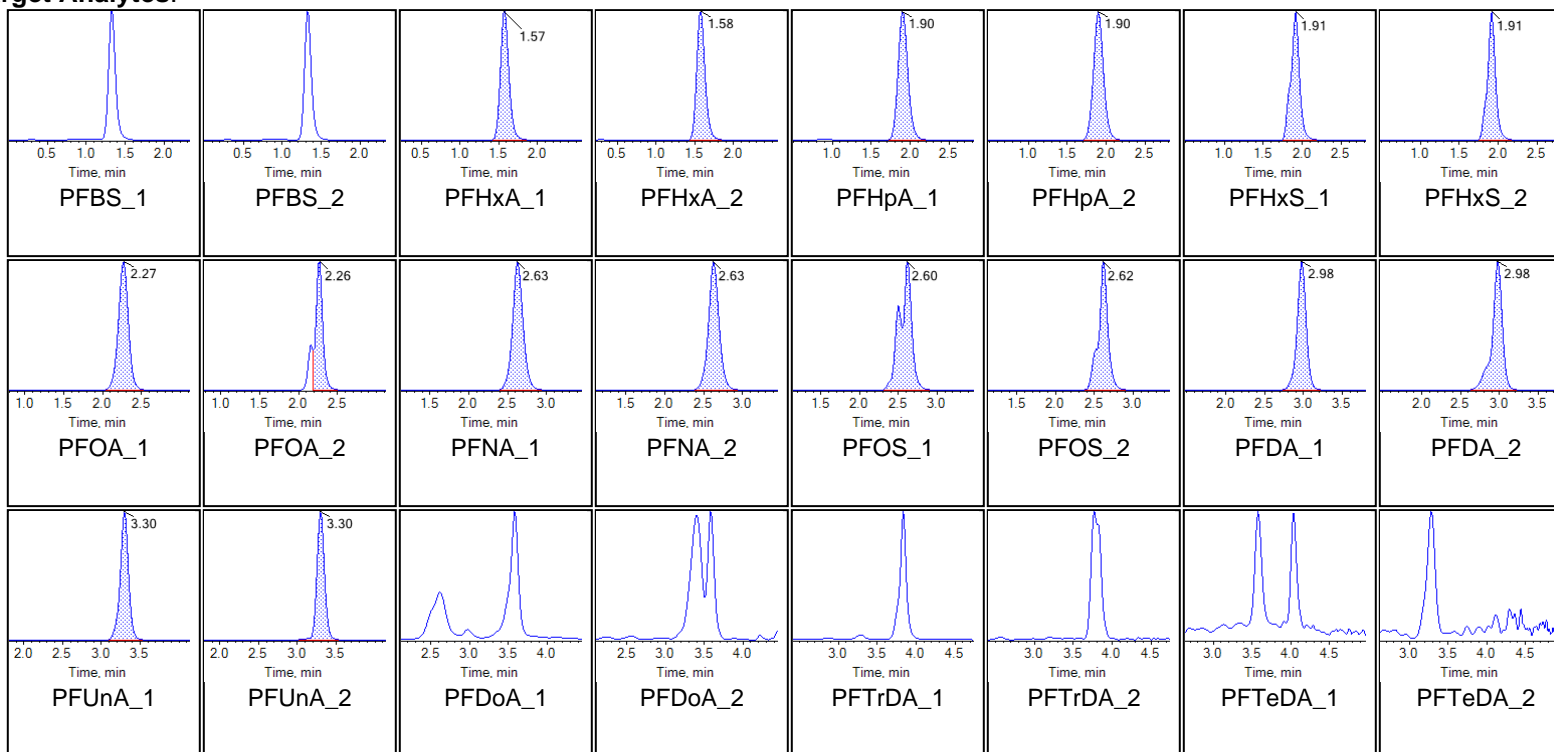 rget Analytes:
1.57 1.58 1.90 1.90 1.91 1.91
0.5 1.0 1.5 2.0 0.5 1.0 1.5 2.0 0.5 1.0 1.5 2.0 0.5 1.0 1.5 2.0 1.0 1.5 2.0 2.5 1.0 1.5 2.0 2.5 1.0 1.5 2.0 2.5 1.0 1.5 2.0 2.5
Time, min Time, min Time, min Time, min Time, min Time, min Time, min Time, min
PFBS_1 PFBS_2 PFHxA_1 PFHxA_2 PFHpA_1 PFHpA_2 PFHxS_1 PFHxS_2
2.27 2.26 2.63 2.63 2.60 2.62 2.98 2.98
1.0 1.5 2.0 2.5 1.0 1.5 2.0 2.5 1.5 2.0 2.5 3.0 1.5 2.0 2.5 3.0 1.5 2.0 2.5 3.0 1.5 2.0 2.5 3.0 2.0 2.5 3.0 3.5 2.0 2.5 3.0 3.5
Time, min Time, min Time, min Time, min Time, min Time, min Time, min Time, min
PFOA_1 PFOA_2 PFNA_1 PFNA_2 PFOS_1 PFOS_2 PFDA_1 PFDA_2
3.30 3.30
2.0 2.5 3.0 3.5 2.0 2.5 3.0 3.5 2.5 3.0 3.5 4.0 2.5 3.0 3.5 4.0 3.0 3.5 4.0 4.5 3.0 3.5 4.0 4.5 3.0 3.5 4.0 4.5 5.0 3.0 3.5 4.0 4.5
Time, min Time, min Time, min Time, min Time, min Time, min Time, min Time, min
PFUnA_1 PFUnA_2 PFDoA_1 PFDoA_2 PFTrDA_1 PFTrDA_2 PFTeDA_1 PFTeDA_2